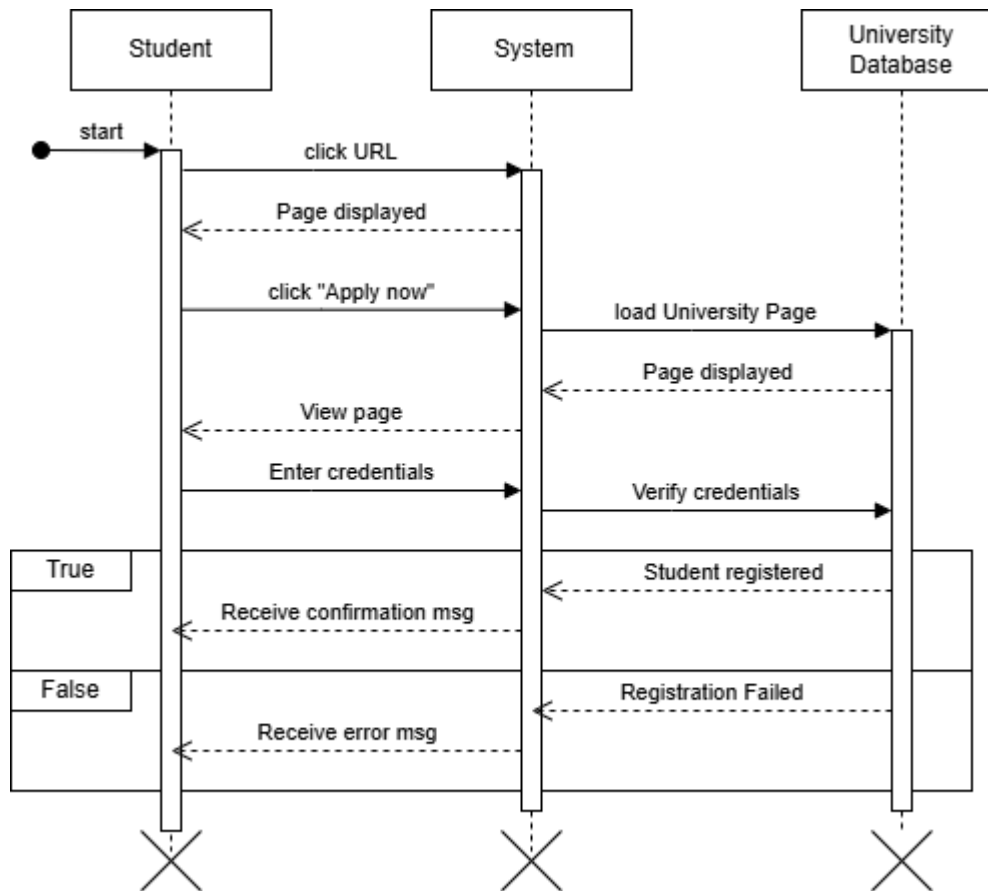 Student
System
University
Database
start
click URL
Page displayed
click "Apply now"
load University Page
Page displayed
View page
Enter credentials
Verify credentials
True
Student registered
Receive confirmation msg
False
Registration Failed
Receive error msg